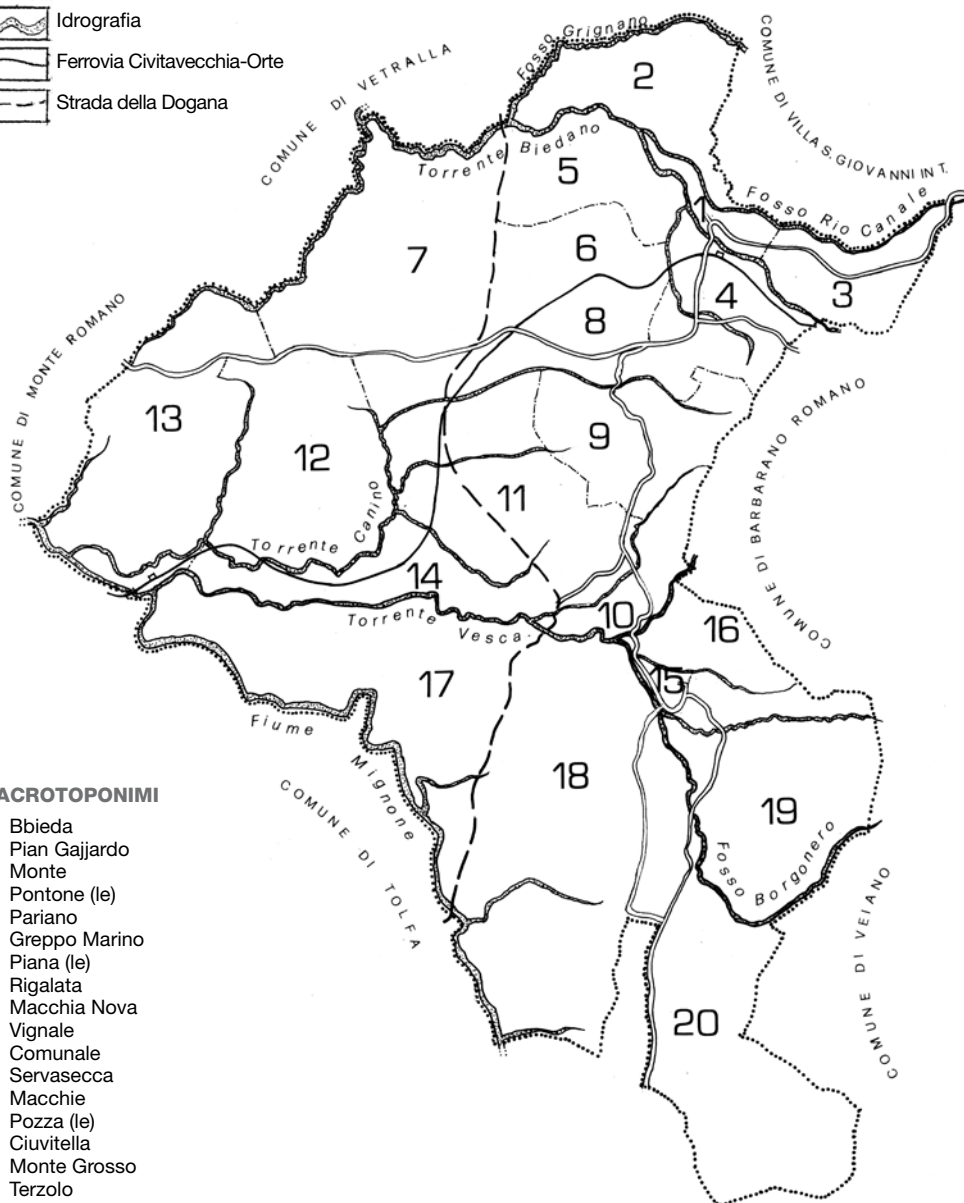 Idrografia
Ferrovia Civitavecchia-Orte
Strada della Dogana
COMUNE DI VETRALLA
Fosso Grignano
COMUNE DI VILLA S. GIOVANNI IN T.
2
Torrente Biedano
5
1
Fosso Rio Canale
7
6
3
4
8
COMUNE DI MONTE ROMANO
13
12
9
COMUNE DI BARBARANO ROMANO
11
Torrente Canino
14
10
Torrente Vesca
16
15
17
Fiume Mignone
18
COMUNE DI TOLFA
19
Fosso Borgonero
COMUNE DI VEIANO
20
ACROTOPONIMI
Bbieda
Pian Gajjardo
Monte
Pontone (le)
Pariano
Greppo Marino
Piana (le)
Rigalata
Macchia Nova
Vignale
Comunale
Servasecca
Macchie
Pozza (le)
Ciuvitella
Monte Grosso
Terzolo